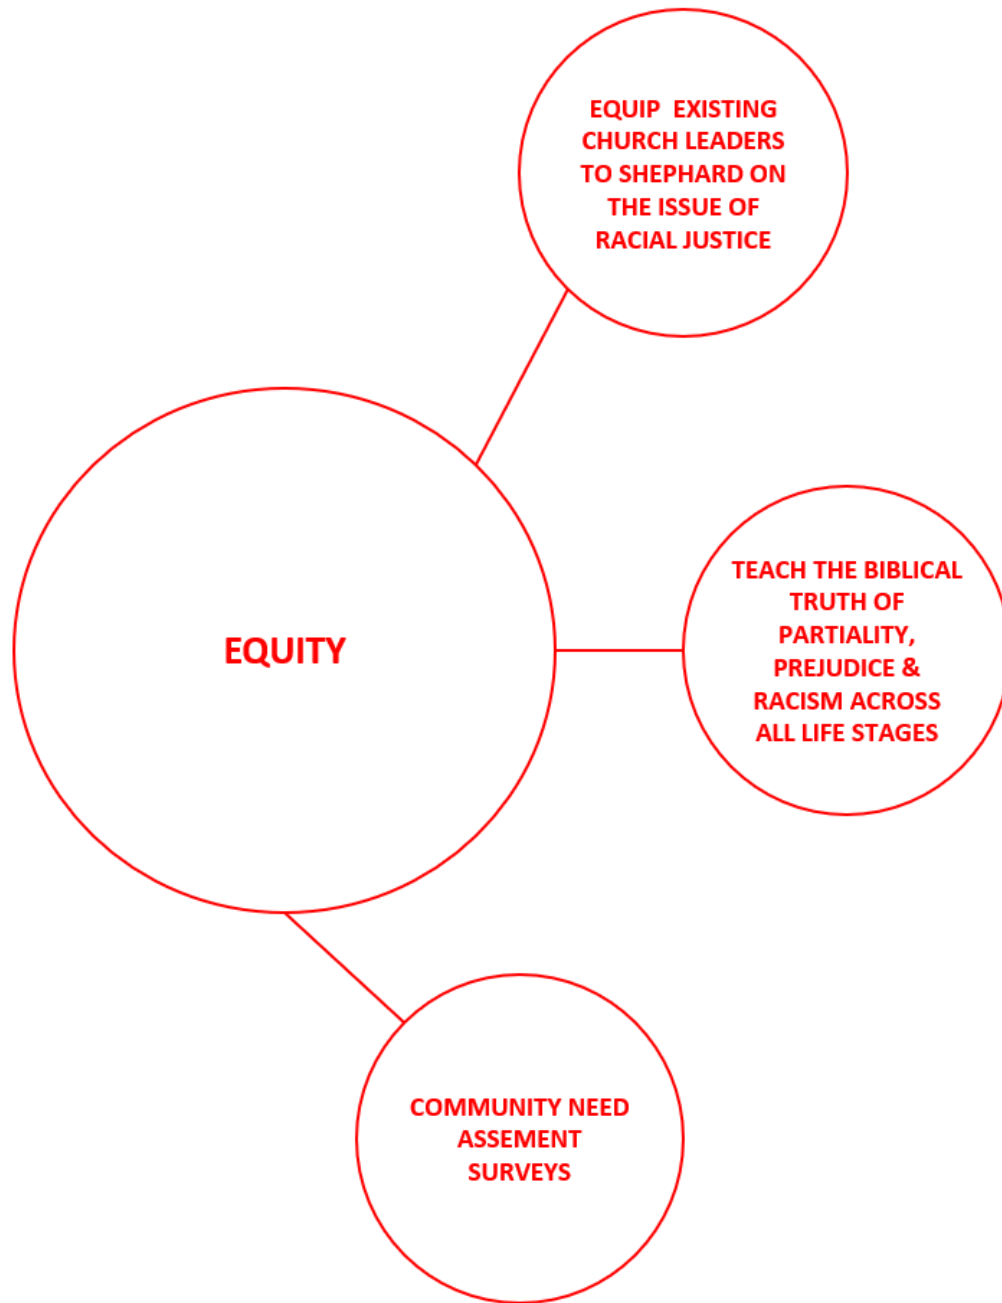 EQUIP EXISTING
CHURCH LEADERS
TO SHEPHARD ON
THE ISSUE OF
RACIAL JUSTICE
EQUITY
TEACH THE BIBLICAL
TRUTH OF
PARTIALITY,
PREJUDICE &
RACISM ACROSS
ALL LIFE STAGES
COMMUNITY NEED
ASSEMENT
SURVEYS